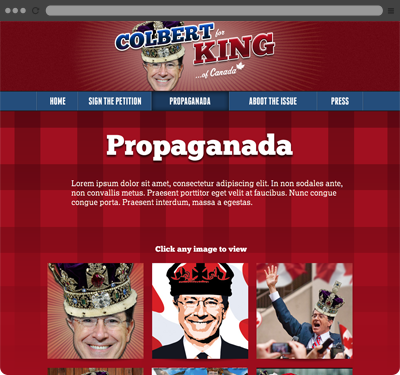 COLBERT for
KING
...of Canada
HOME SIGN THE PETITION PROPAGANADA ABOOT THE ISSUE PRESS
Propaganada
Lorem ipsum dolor sit amet, consectetur adipiscing elit. In non sodales ante,
non convallis metus. Praesent porttitor eget velit at faucibus. Nunc congue
congue porta. Praesent interdum, massa a egestas.
Click any image to view